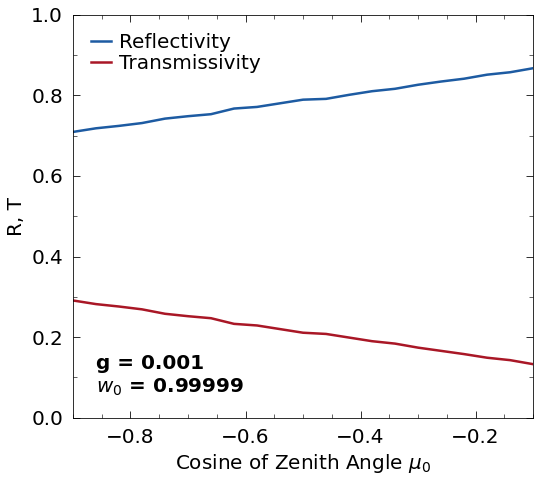 1.0
0.8
0.6
0.4
0.2
0.0
R, T
Reflectivity
Transmissivity
g = 0.001
w₀ = 0.99999
−0.8 −0.6 −0.4 −0.2
Cosine of Zenith Angle μ₀